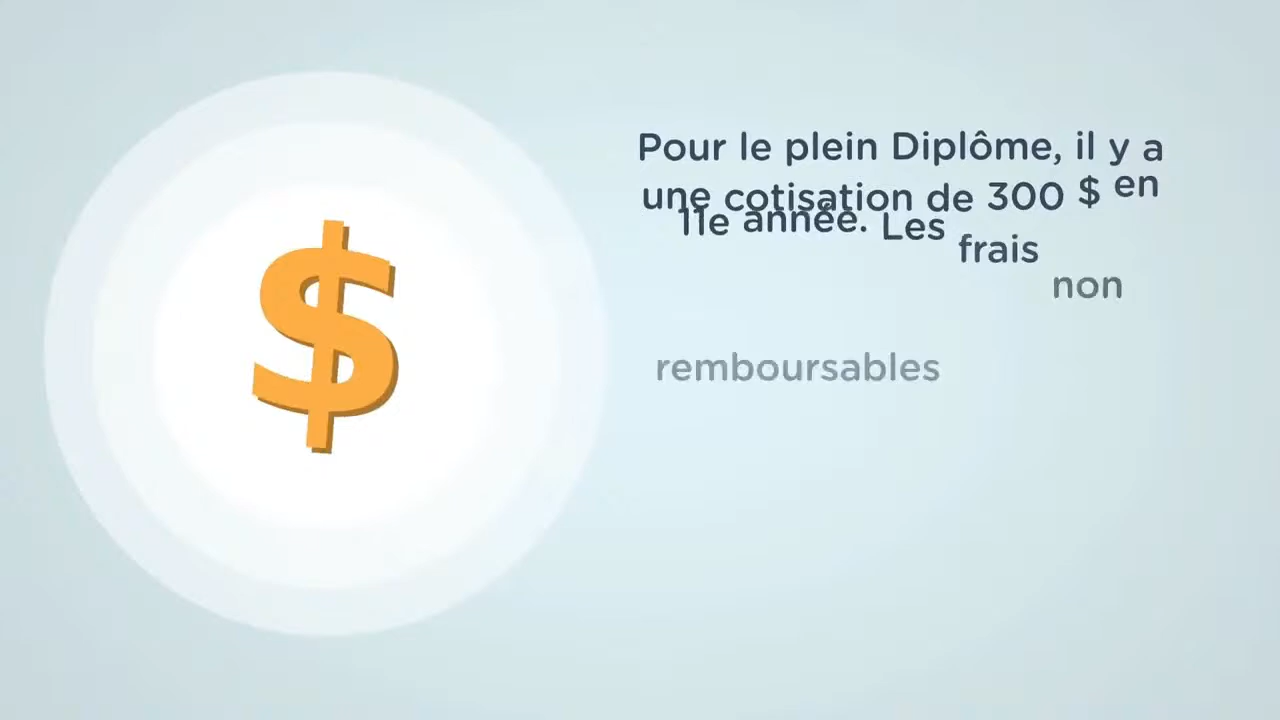 $
Pour le plein Diplôme, il y a
une cotisation de 300 $ en
11e année. Les frais non
remboursables